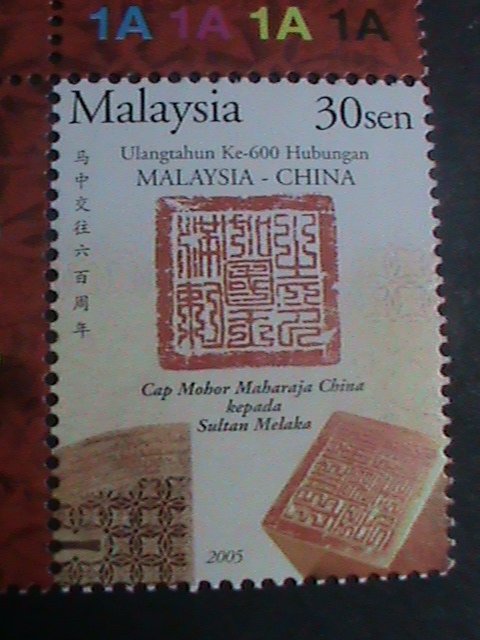 1A 1A 1A 1A
Malaysia 30sen
Ulangtahun Ke-600 Hubungan
MALAYSIA - CHINA
马中交往六百周年
Cap Mohor Maharaja China
kepada
Sultan Melaka
2005